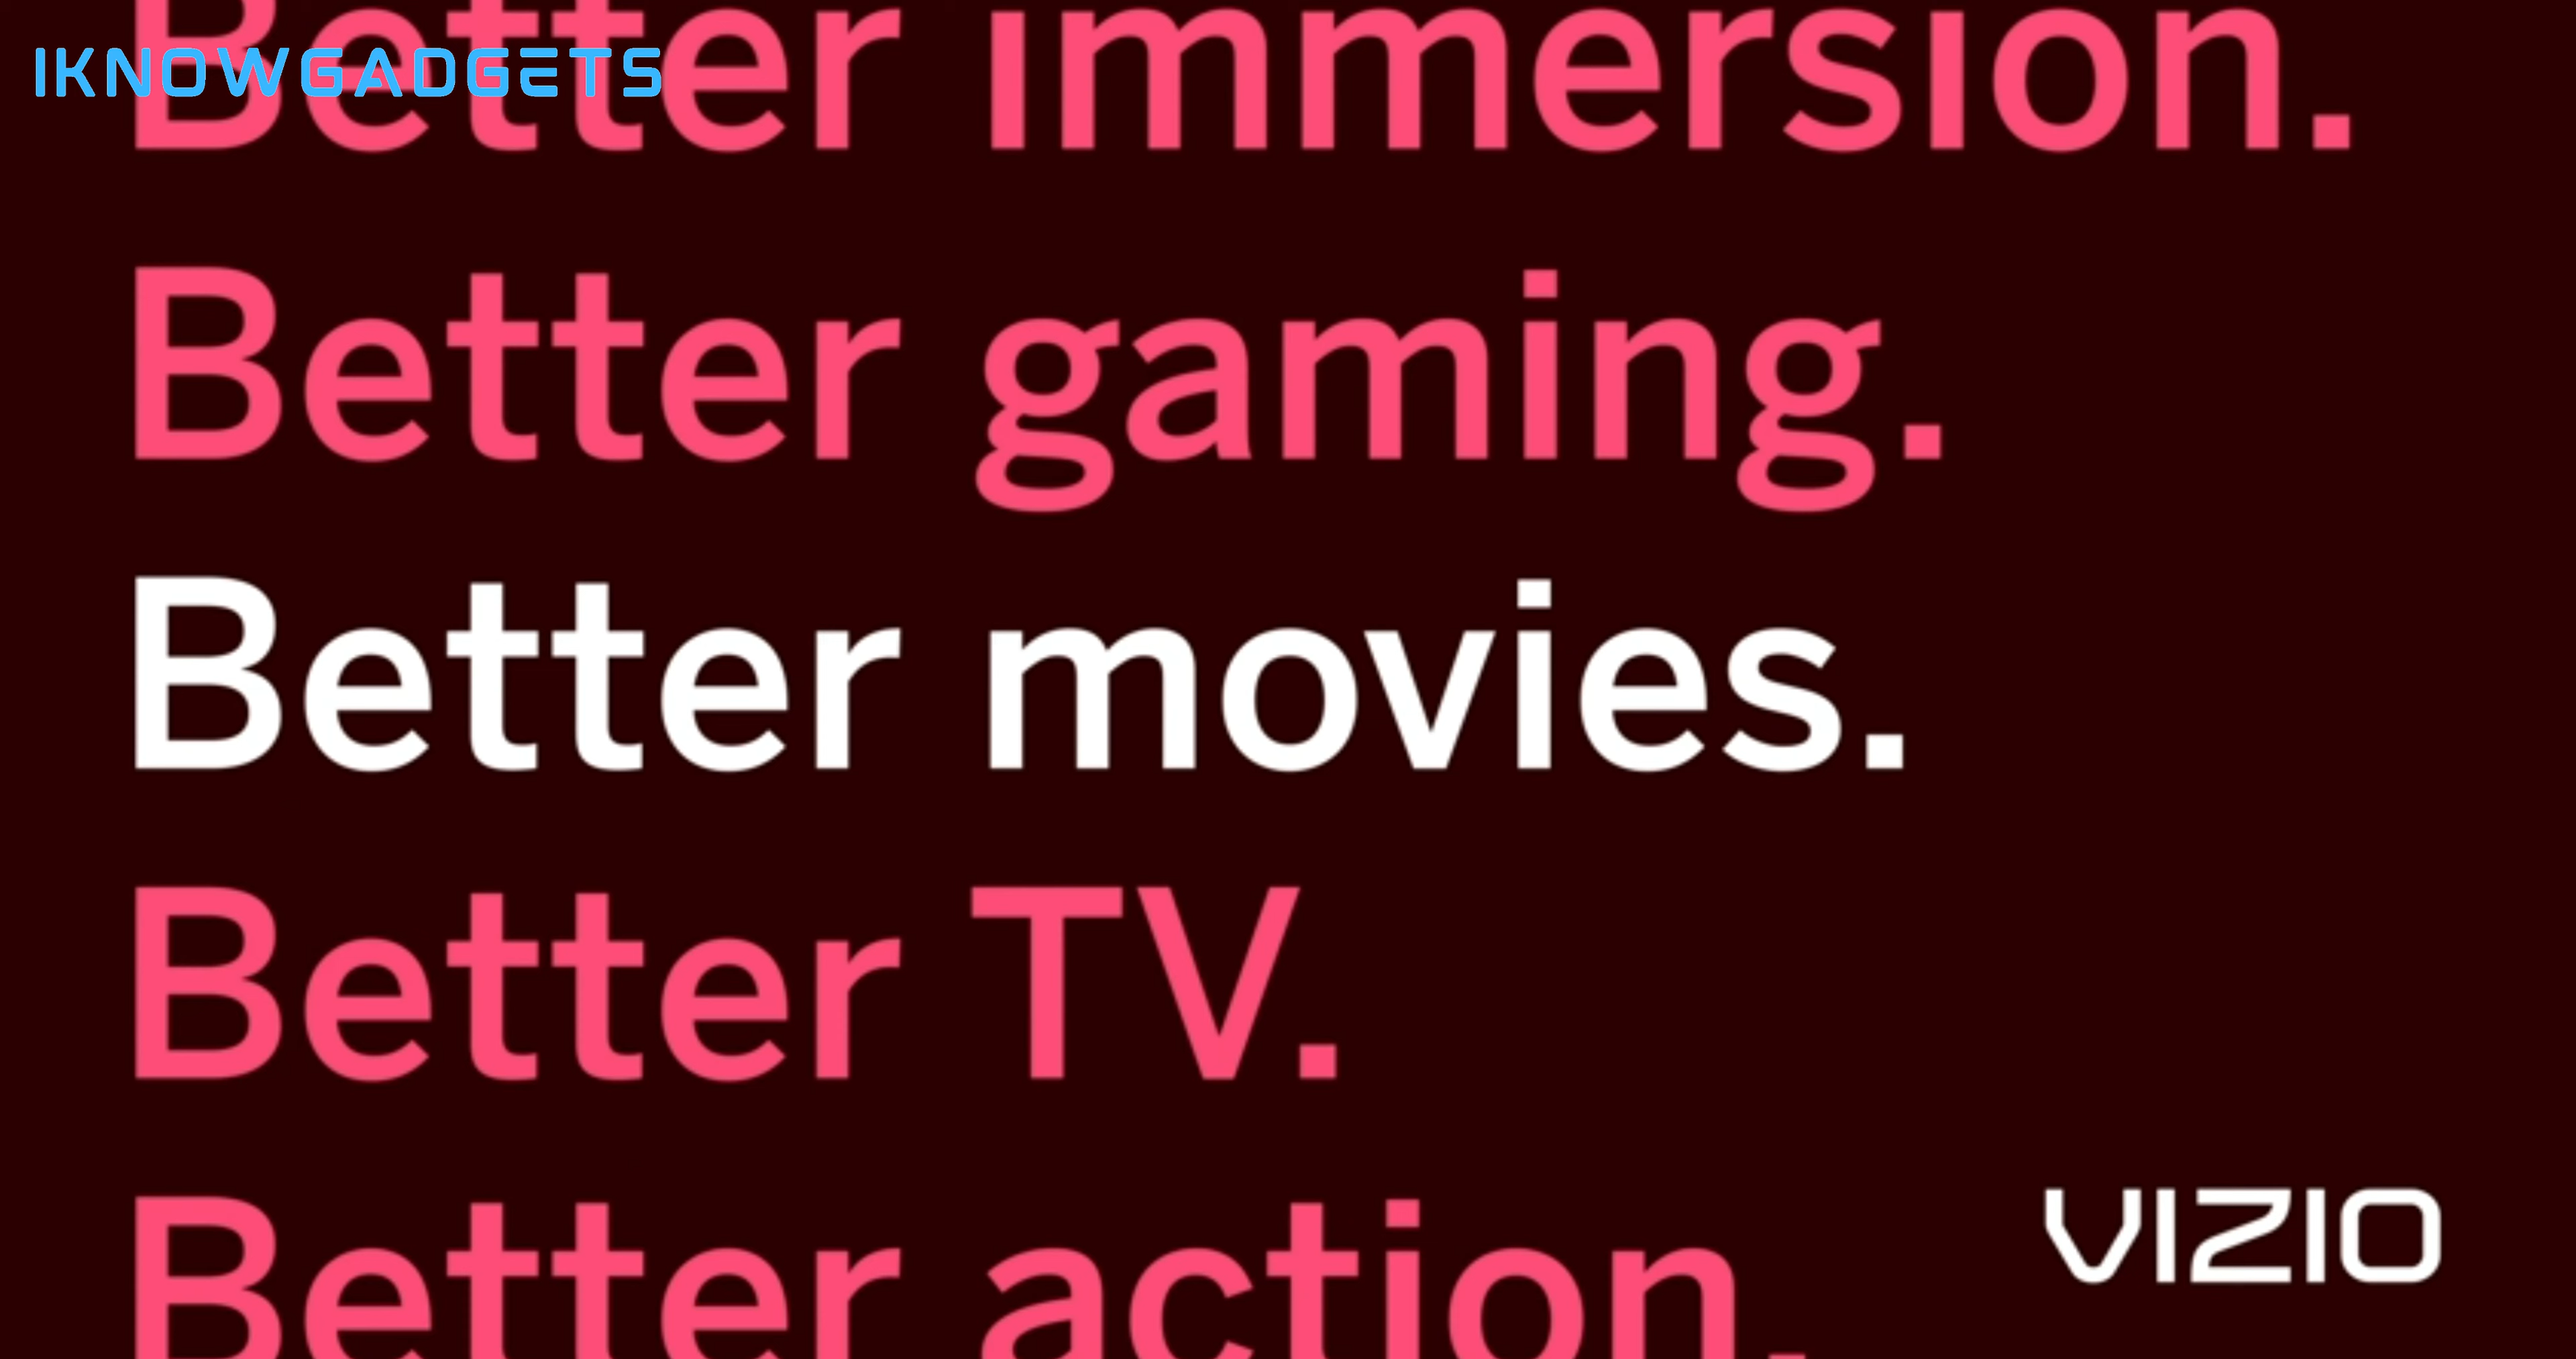 IKNOWGADGETS
Better immersion.
Better gaming.
Better movies.
Better TV.
Better action.
VIZIO